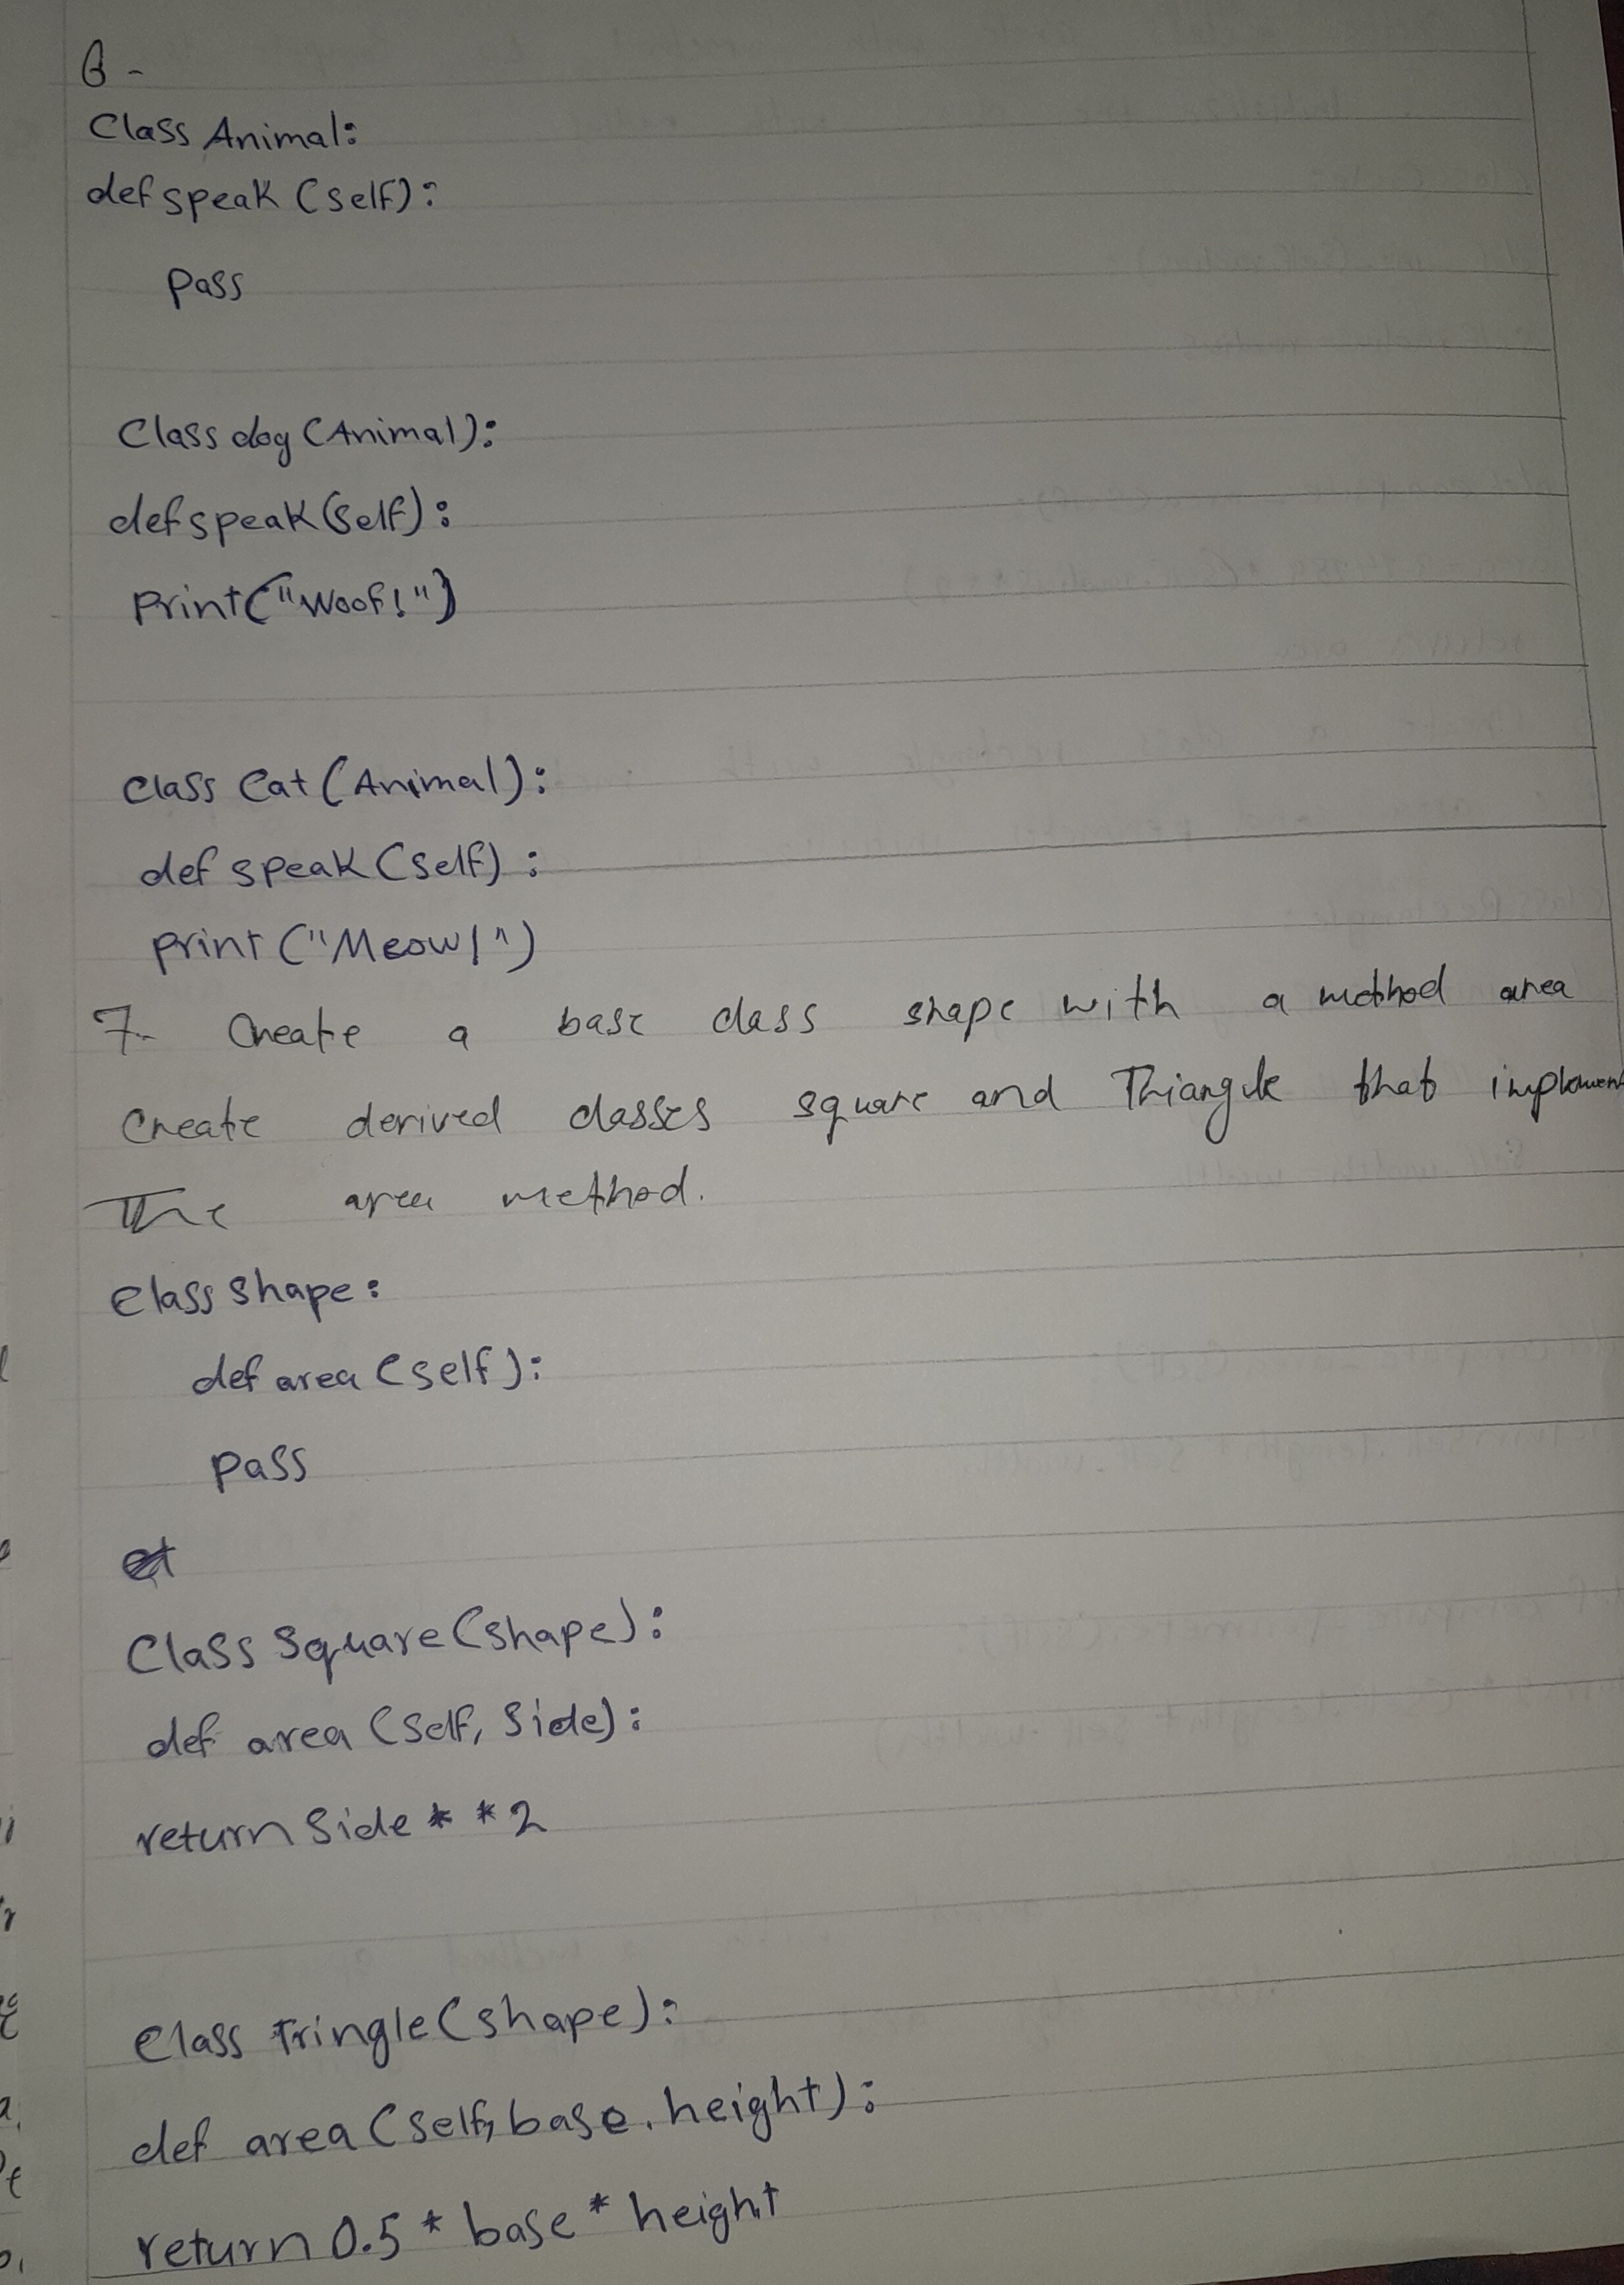 6-
Class Animal:
def speak (self):
pass
Class dog (Animal):
def speak (self):
Print("Woof!")
class Cat (Animal):
def speak (self):
print ("Meow!")
7- Create a base class shape with a method area
Create derived classes square and Triangle that implement
The area method.
Class shape:
def area (self):
pass
Class Square (shape):
def area (self, Side):
return Side * * 2
Class Tringle (shape):
def area (self, base, height):
return 0.5 * base * height